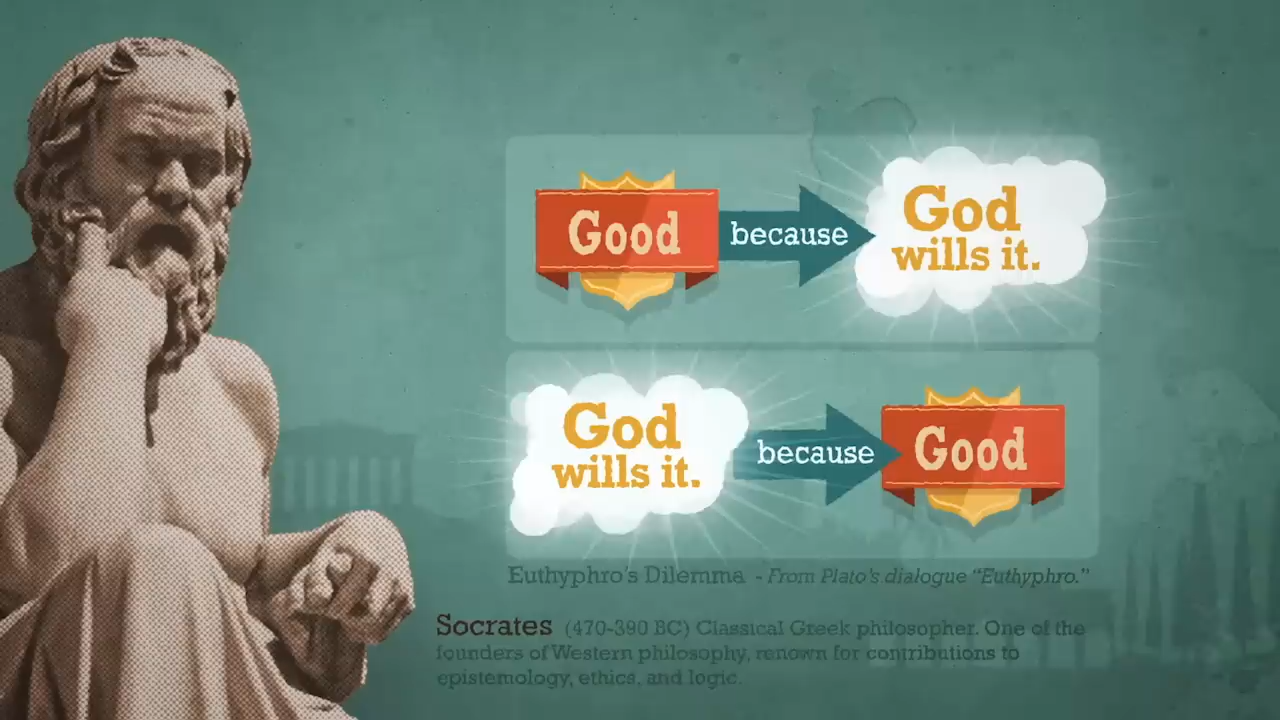 Good because God
wills it.
God
wills it. because Good
Euthyphro's Dilemma - From Plato's dialogue "Euthyphro."
Socrates (470-390 BC) Classical Greek philosopher. One of the
founders of Western philosophy, renown for contributions to
epistemology, ethics, and logic.